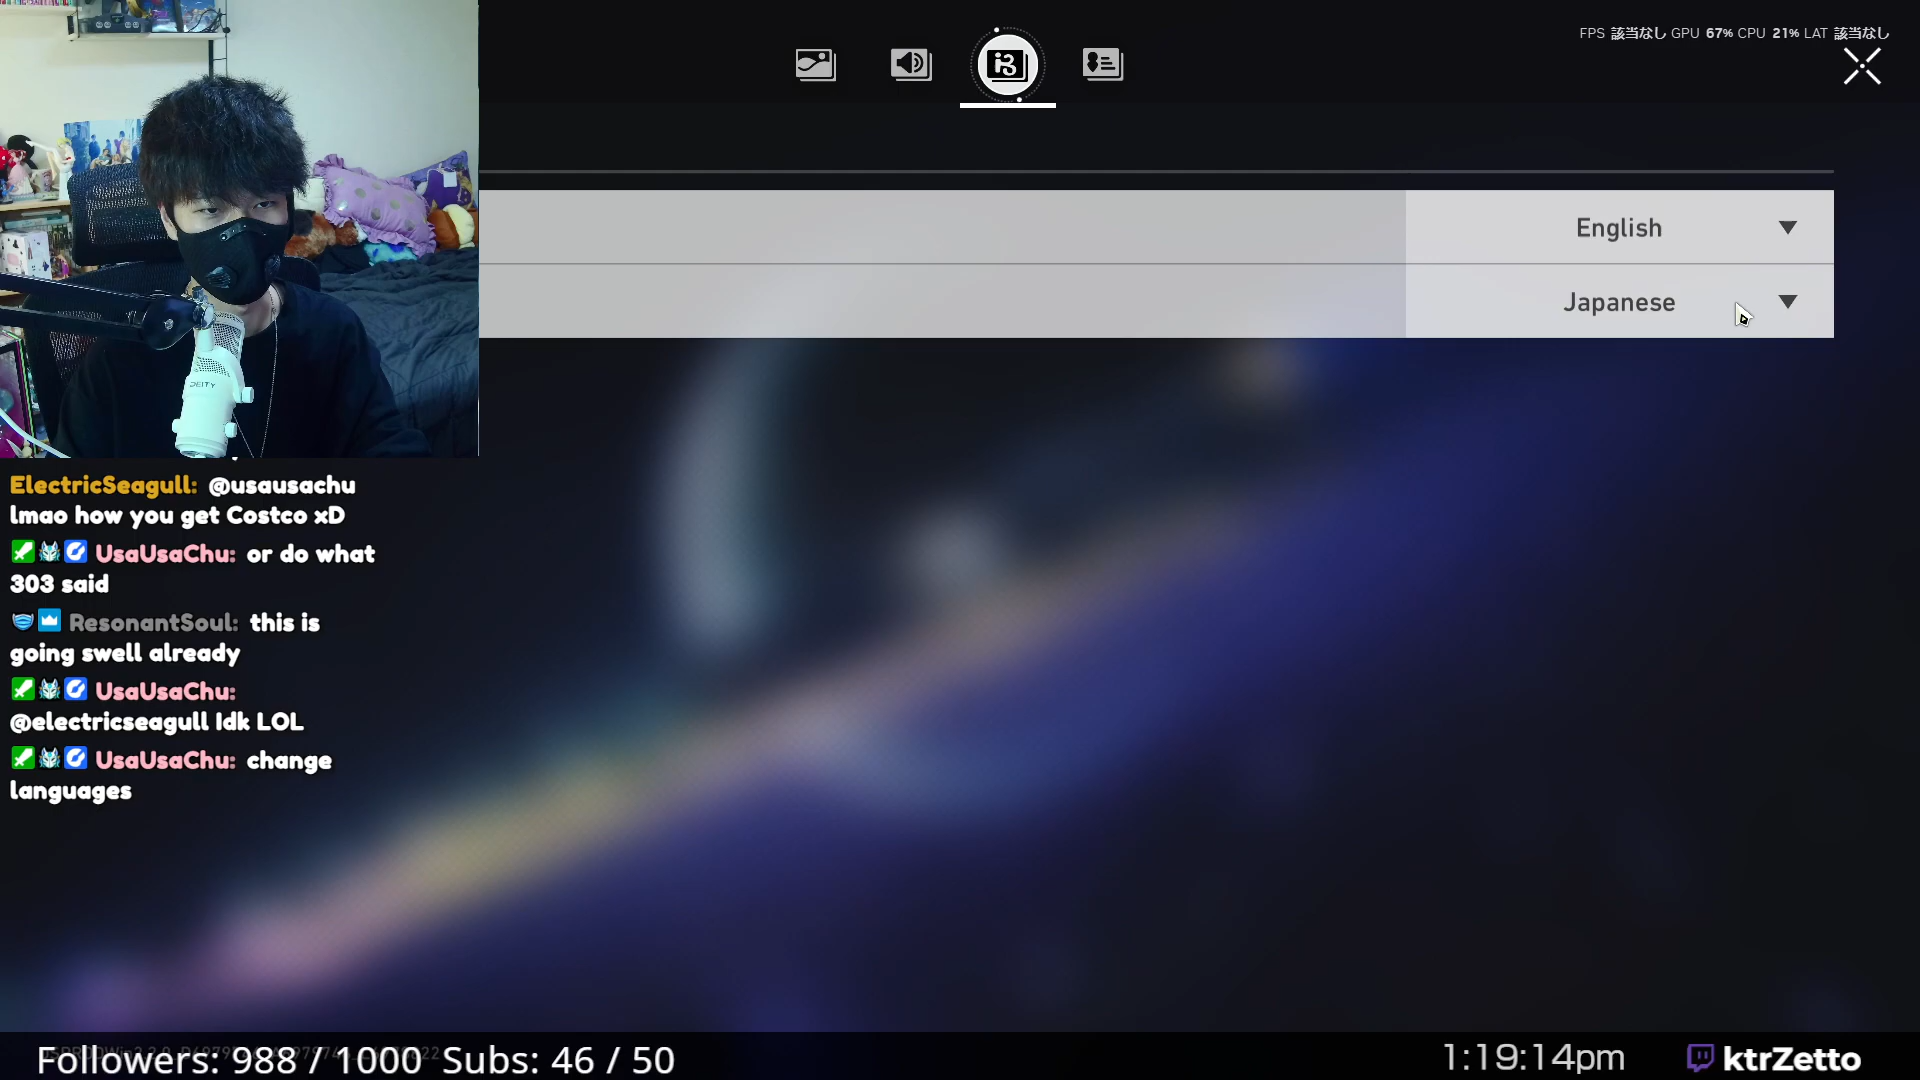 FPS 該当なし GPU 67% CPU 21% LAT 該当なし
English
Japanese
DEITY
ElectricSeagull: @usausachu
lmao how you get Costco xD
UsaUsaChu: or do what
303 said
ResonantSoul: this is
going swell already
UsaUsaChu:
@electricseagull Idk LOL
UsaUsaChu: change
languages
Followers: 988 / 1000 Subs: 46 / 50
1:19:14pm
ktrZetto